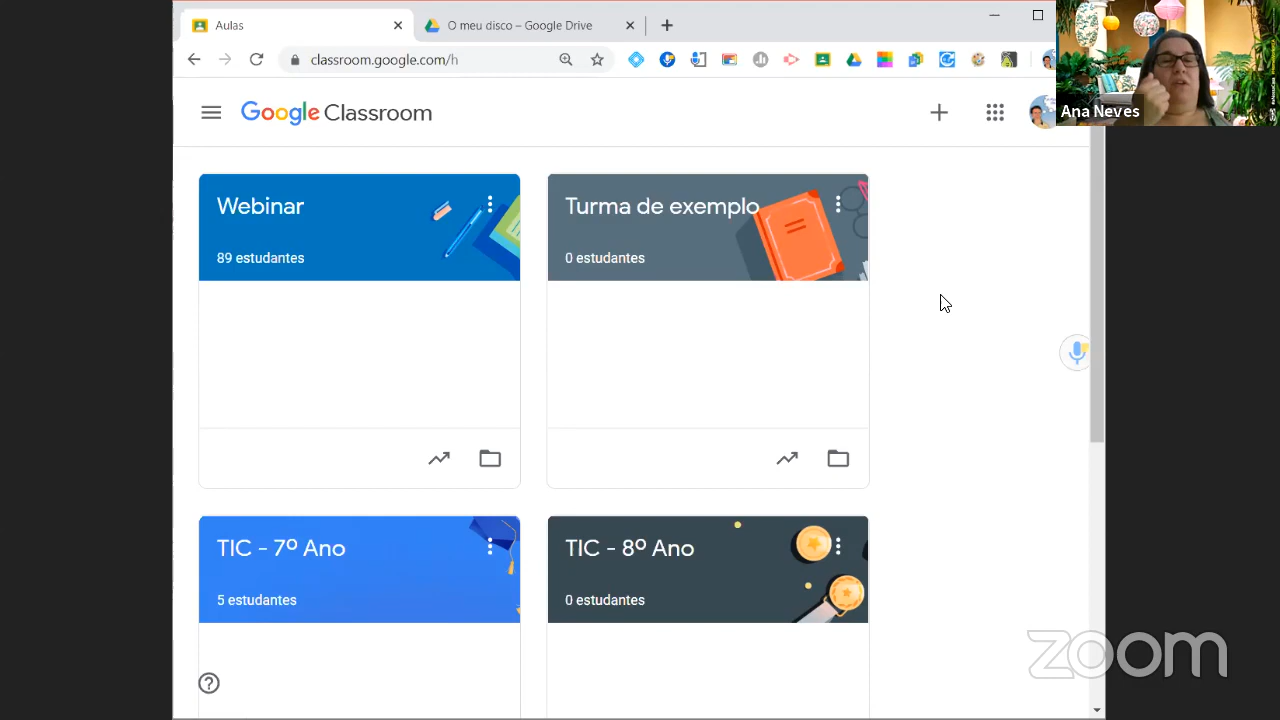 Aulas
O meu disco – Google Drive
classroom.google.com/h
Ana Neves
Google Classroom
Webinar
89 estudantes
Turma de exemplo
0 estudantes
TIC - 7º Ano
5 estudantes
TIC - 8º Ano
0 estudantes
zoom